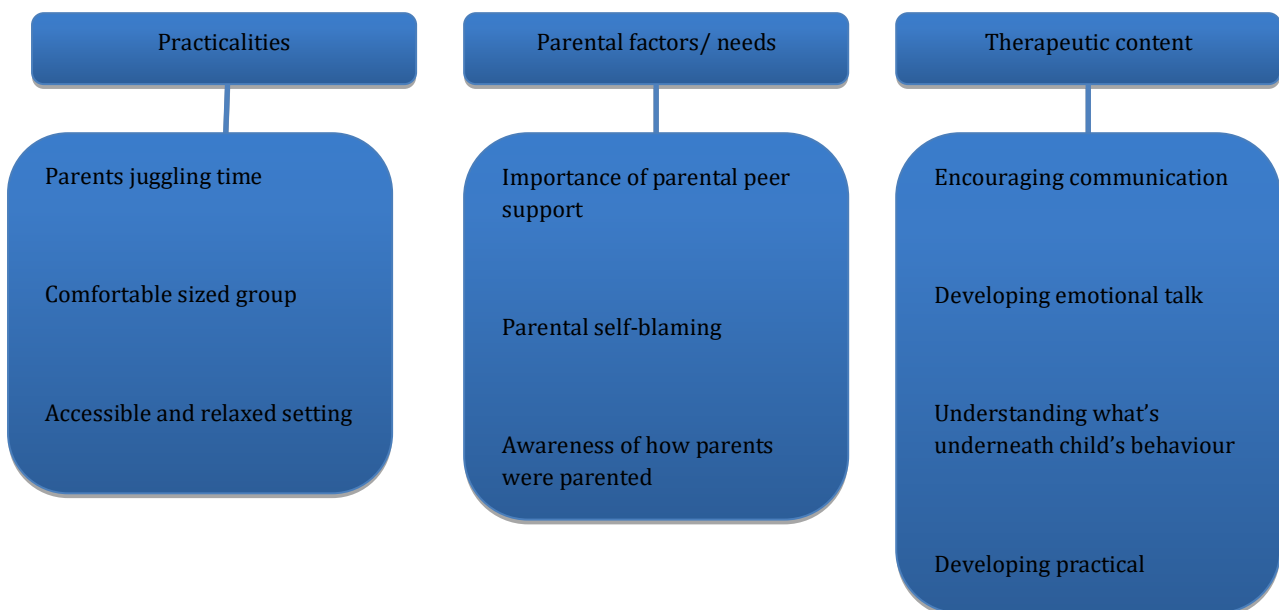 Practicalities
Parents juggling time
Comfortable sized group
Accessible and relaxed setting
Parental factors/ needs
Importance of parental peer
support
Parental self-blaming
Awareness of how parents
were parented
Therapeutic content
Encouraging communication
Developing emotional talk
Understanding what’s
underneath child’s behaviour
Developing practical